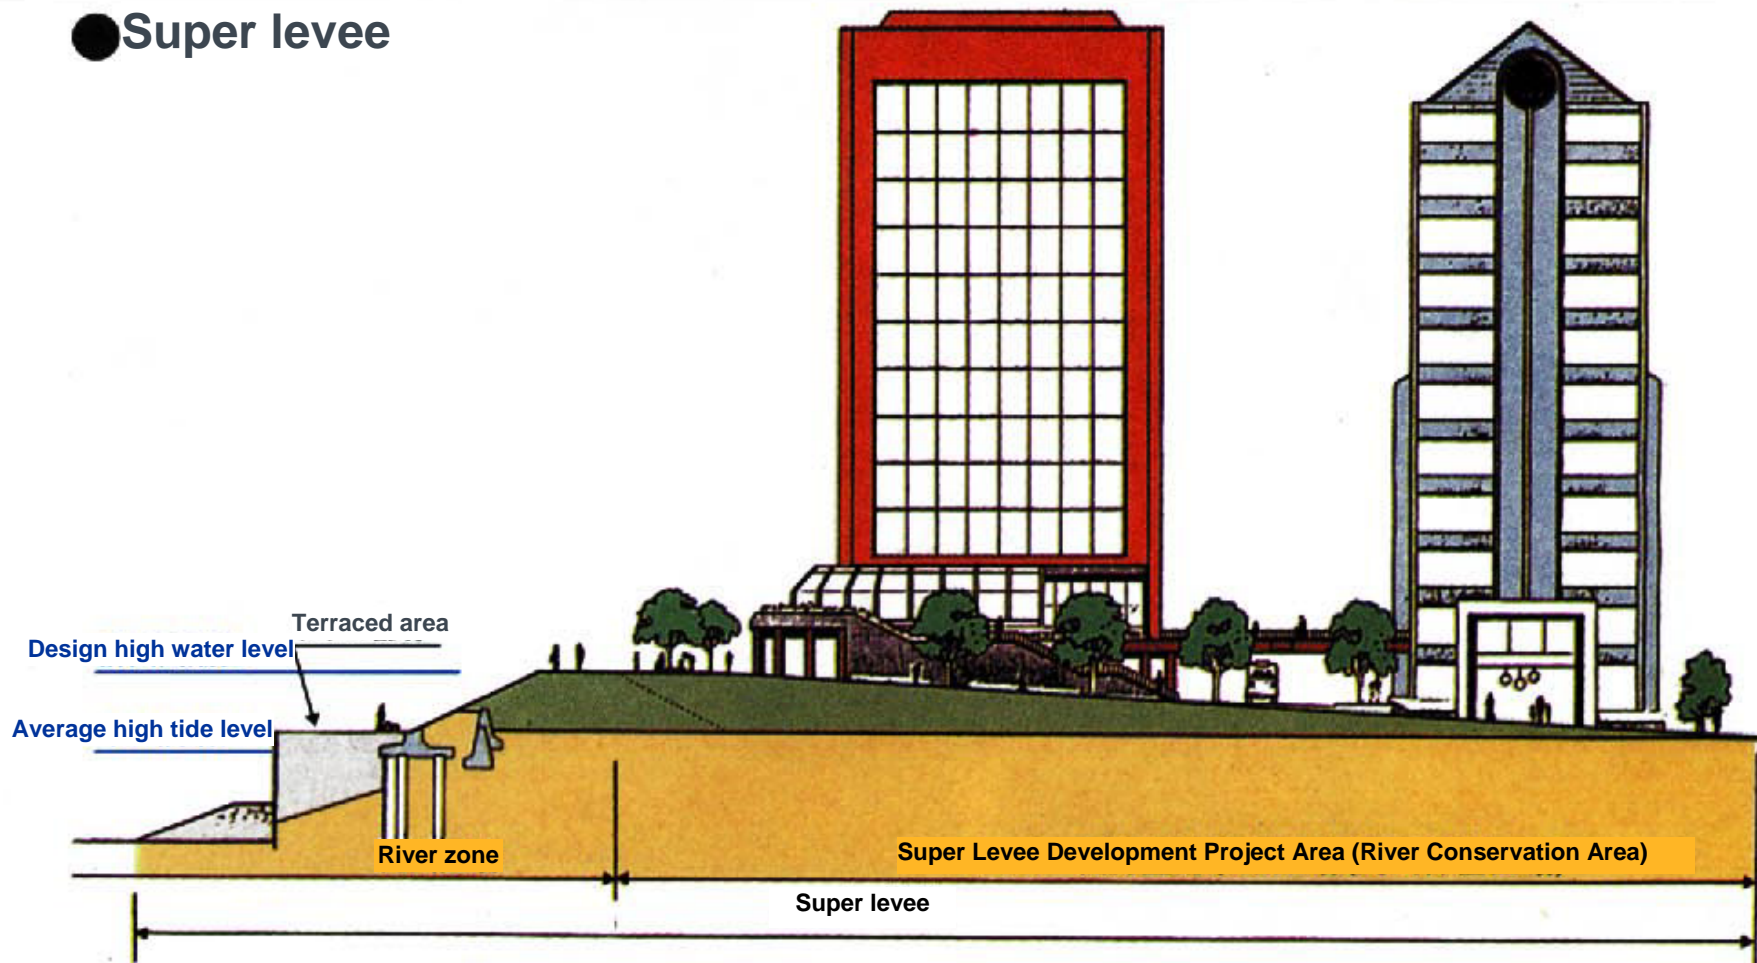 Super levee
Terraced area
Design high water level
Average high tide level
River zone
Super Levee Development Project Area (River Conservation Area)
Super levee